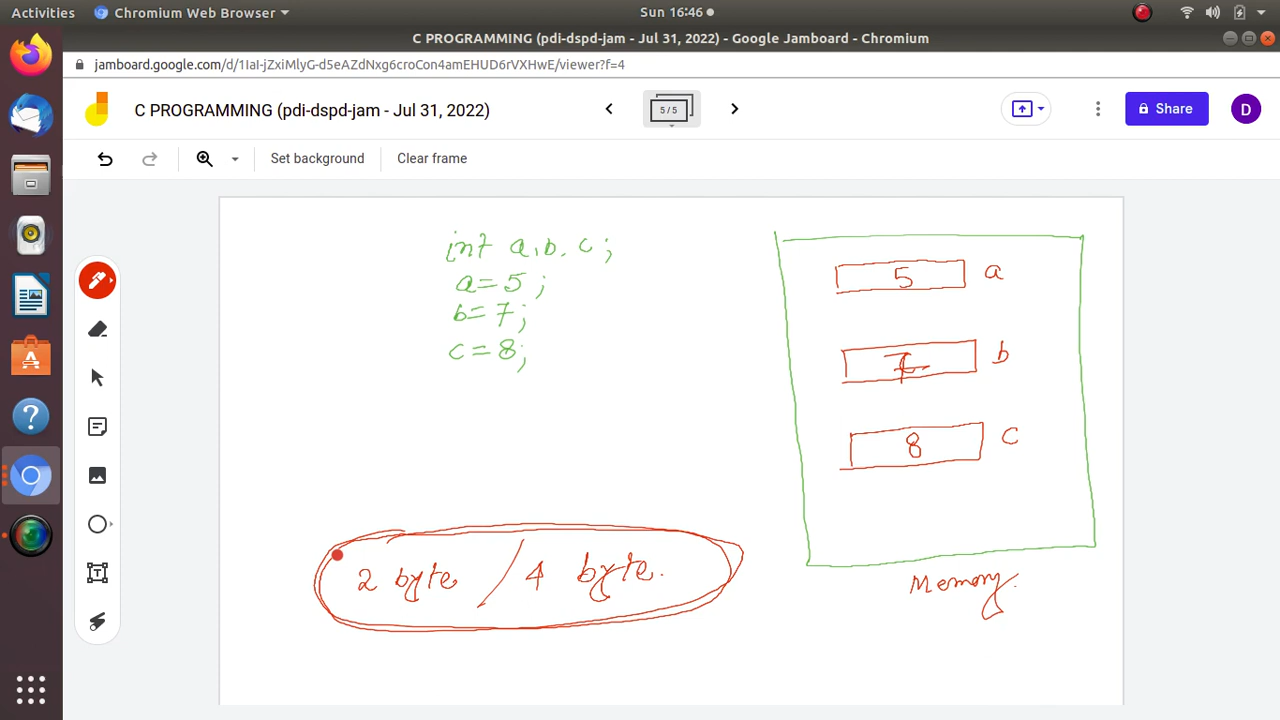 Activities Chromium Web Browser Sun 16:46
C PROGRAMMING (pdi-dspd-jam - Jul 31, 2022) - Google Jamboard - Chromium
jamboard.google.com/d/1IaI-jZxiMlyG-d5eAZdNxg6croCon4amEHUD6rVXHwE/viewer?f=4
C PROGRAMMING (pdi-dspd-jam - Jul 31, 2022) 5/5 Share D
Set background Clear frame
int a, b, c ;
a = 5 ;
b = 7 ;
c = 8 ;
5 a
7 b
8 c
2 byte / 4 byte.
Memory